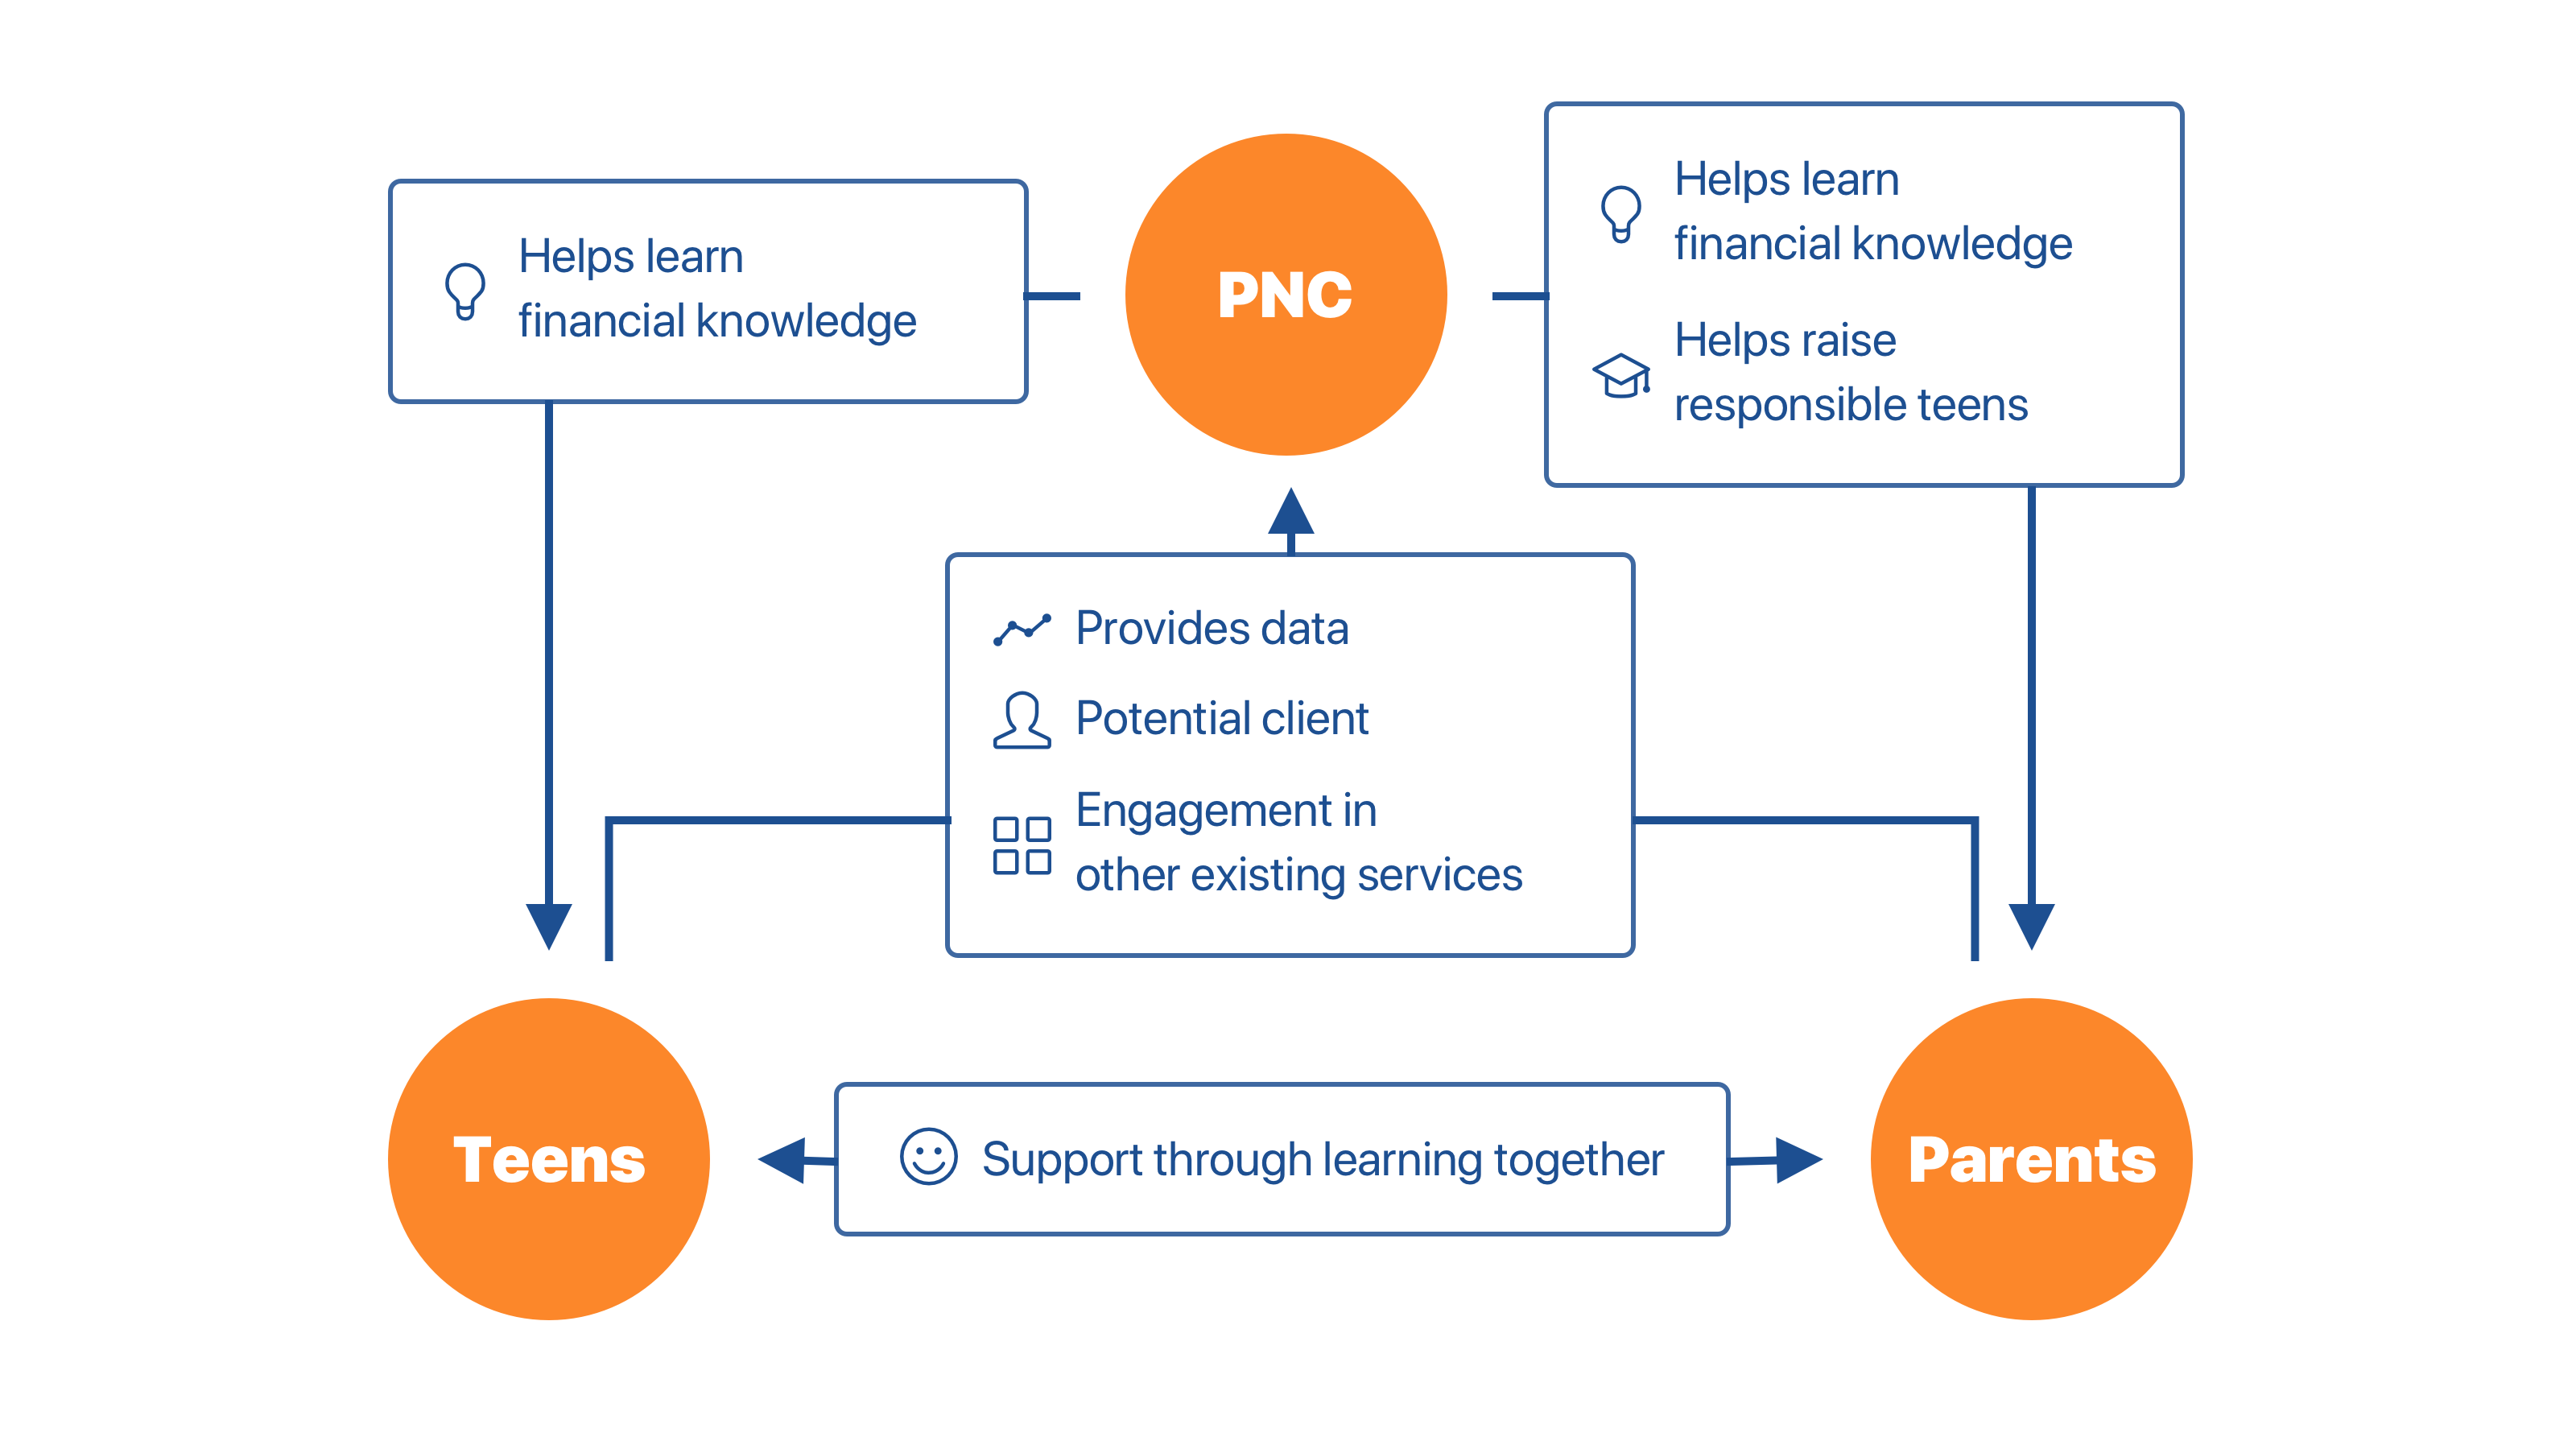 Helps learn
financial knowledge
PNC
Helps learn
financial knowledge
Helps raise
responsible teens
Provides data
Potential client
Engagement in
other existing services
Teens
Support through learning together
Parents